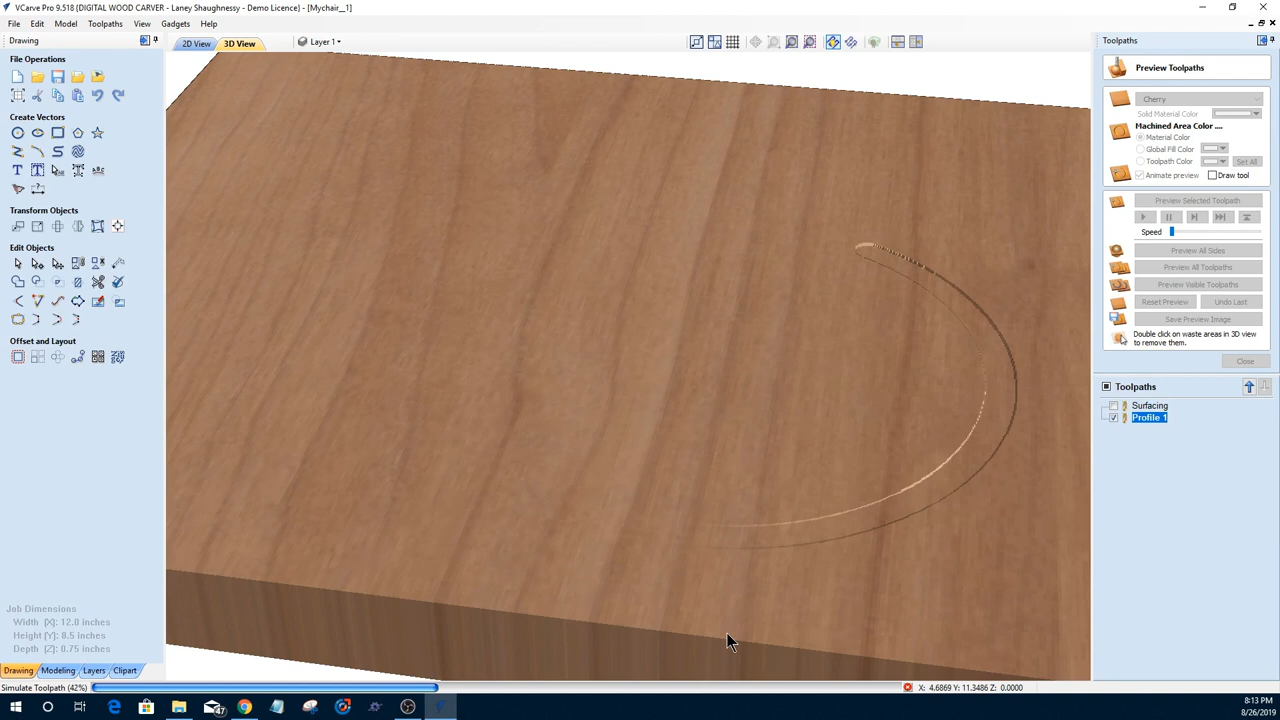 VCarve Pro 9.518 {DIGITAL WOOD CARVER - Laney Shaughnessy - Demo Licence} - [Mychair__1]
File Edit Model Toolpaths View Gadgets Help
Drawing
2D View
3D View
Layer 1
Toolpaths
File Operations
Create Vectors
Transform Objects
Edit Objects
Offset and Layout
Job Dimensions
Width (X): 12.0 inches
Height (Y): 8.5 inches
Depth (Z): 0.75 inches
Drawing Modeling Layers Clipart
Preview Toolpaths
Cherry
Solid Material Color
Machined Area Color ....
Material Color
Global Fill Color
Toolpath Color
Set All
Animate preview
Draw tool
Preview Selected Toolpath
Speed
Preview All Sides
Preview All Toolpaths
Preview Visible Toolpaths
Reset Preview
Undo Last
Save Preview Image
Double click on waste areas in 3D view
to remove them.
Close
Toolpaths
Surfacing
Profile 1
Simulate Toolpath (42%)
X: 4.6869 Y: 11.3486 Z: 0.0000
47
8:13 PM
8/26/2019